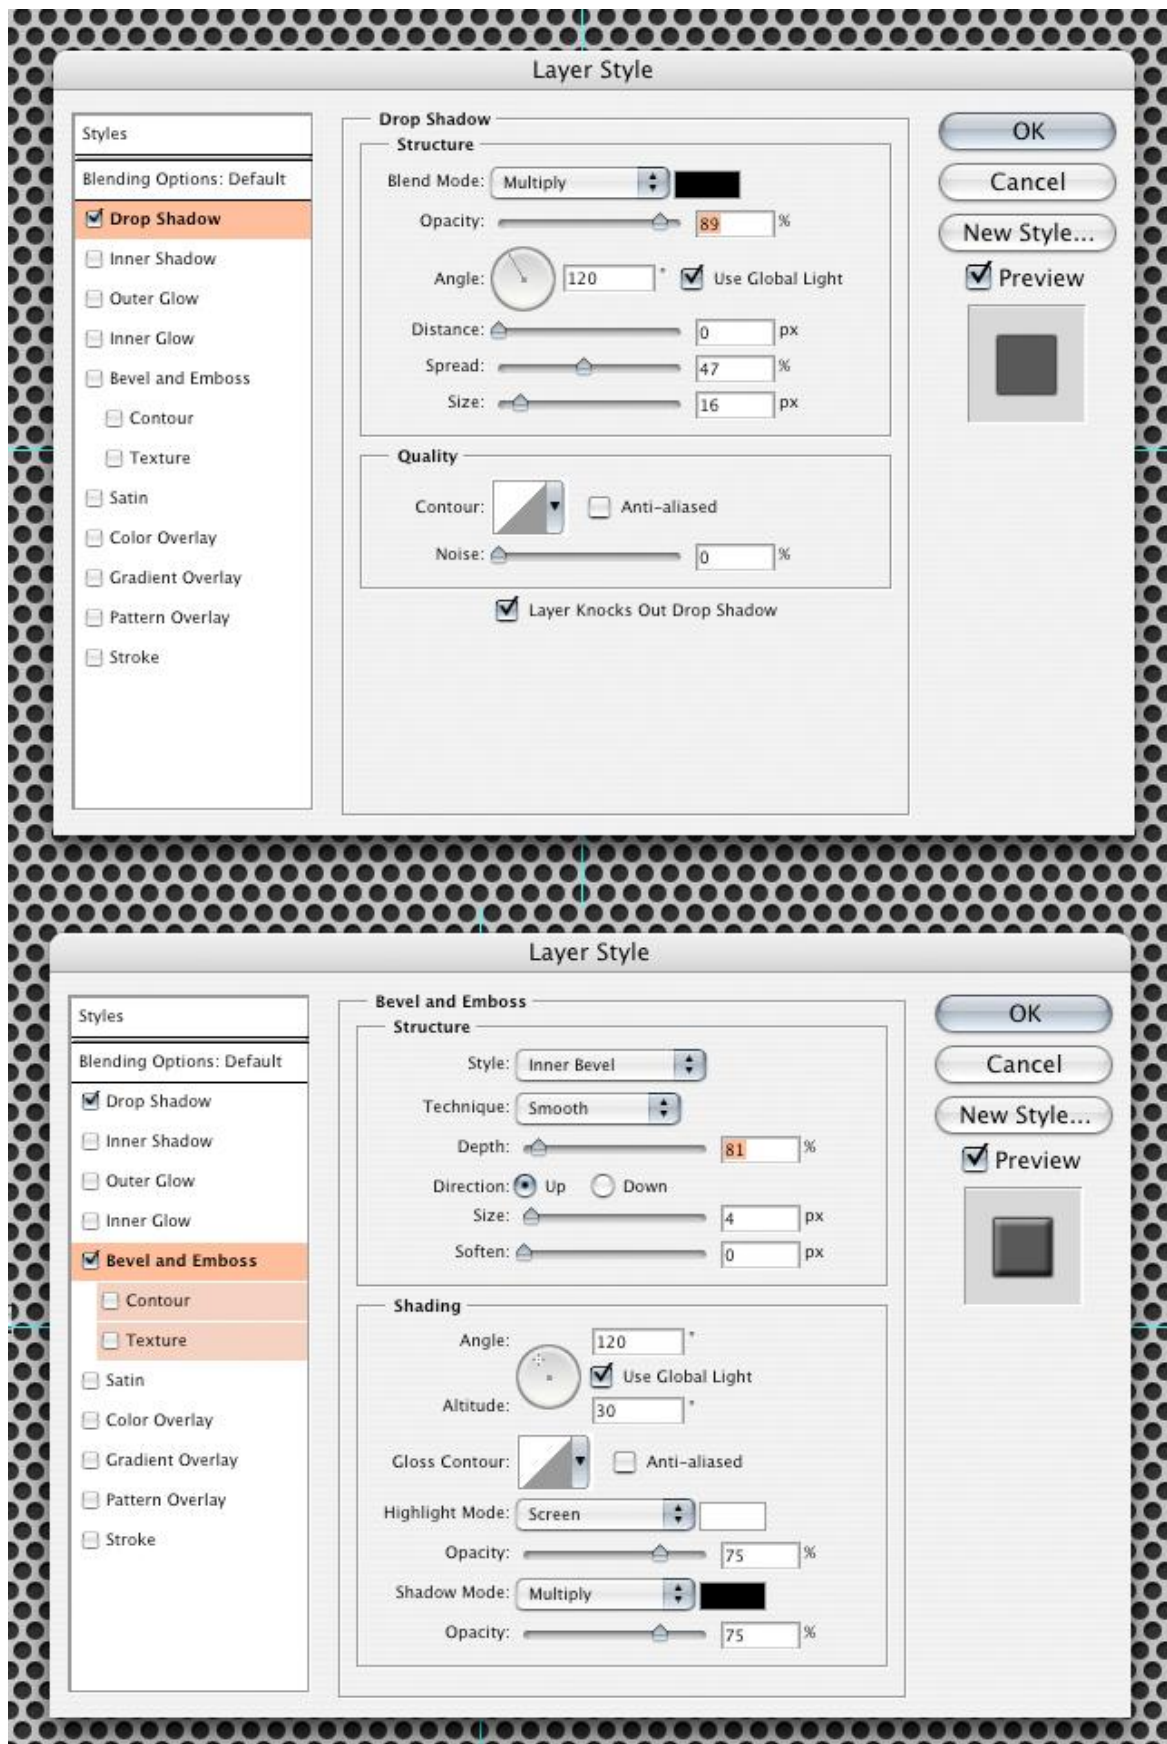 Layer Style
Styles
Blending Options: Default
Drop Shadow
Inner Shadow
Outer Glow
Inner Glow
Bevel and Emboss
Contour
Texture
Satin
Color Overlay
Gradient Overlay
Pattern Overlay
Stroke
Drop Shadow
Structure
Blend Mode: Multiply
Opacity: 89 %
Angle: 120 ° Use Global Light
Distance: 0 px
Spread: 47 %
Size: 16 px
Quality
Contour: Anti-aliased
Noise: 0 %
Layer Knocks Out Drop Shadow
OK
Cancel
New Style...
Preview
Layer Style
Styles
Blending Options: Default
Drop Shadow
Inner Shadow
Outer Glow
Inner Glow
Bevel and Emboss
Contour
Texture
Satin
Color Overlay
Gradient Overlay
Pattern Overlay
Stroke
Bevel and Emboss
Structure
Style: Inner Bevel
Technique: Smooth
Depth: 81 %
Direction: Up Down
Size: 4 px
Soften: 0 px
Shading
Angle: 120 °
Use Global Light
Altitude: 30 °
Gloss Contour: Anti-aliased
Highlight Mode: Screen
Opacity: 75 %
Shadow Mode: Multiply
Opacity: 75 %
OK
Cancel
New Style...
Preview